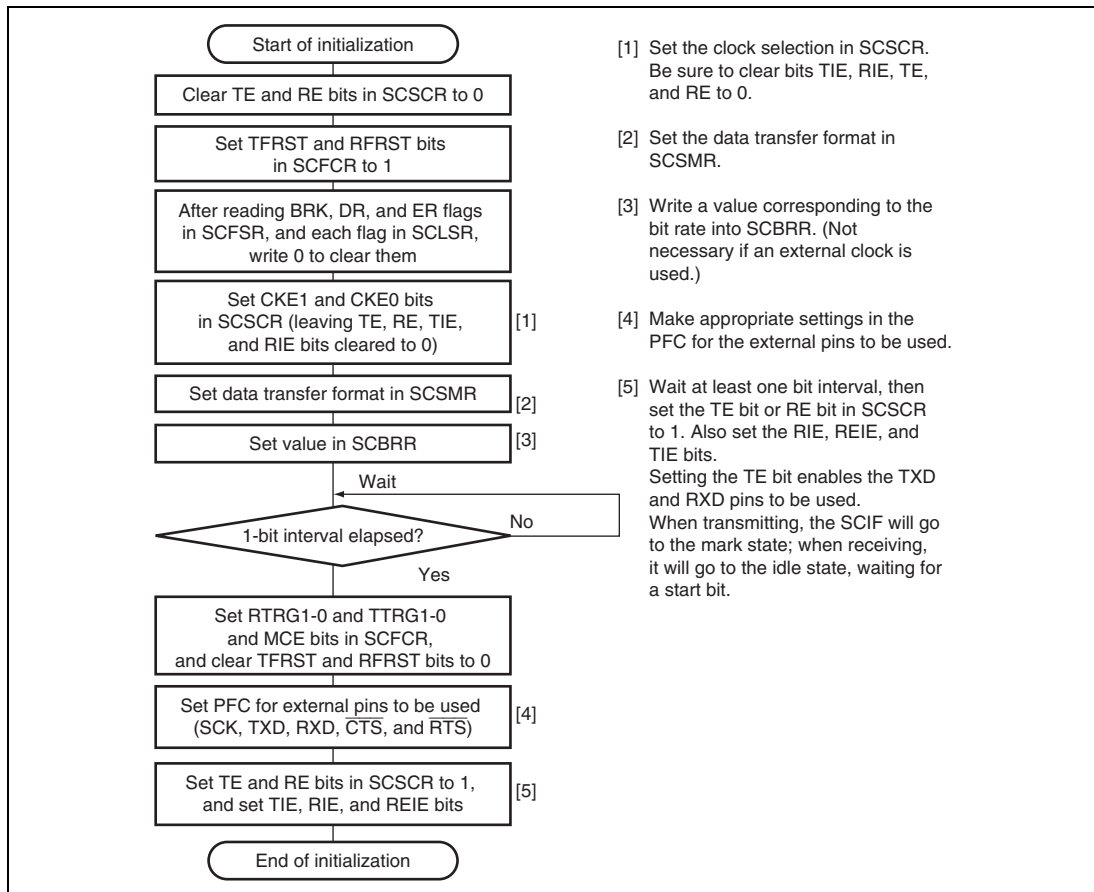 Start of initialization
Clear TE and RE bits in SCSCR to 0
Set TFRST and RFRST bits
in SCFCR to 1
After reading BRK, DR, and ER flags
in SCFSR, and each flag in SCLSR,
write 0 to clear them
Set CKE1 and CKE0 bits
in SCSCR (leaving TE, RE, TIE,
and RIE bits cleared to 0)
[1]
Set data transfer format in SCSMR
[2]
Set value in SCBRR
[3]
Wait
1-bit interval elapsed?
No
Yes
Set RTRG1-0 and TTRG1-0
and MCE bits in SCFCR,
and clear TFRST and RFRST bits to 0
Set PFC for external pins to be used
(SCK, TXD, RXD, CTS, and RTS)
[4]
Set TE and RE bits in SCSCR to 1,
and set TIE, RIE, and REIE bits
[5]
End of initialization
[1] Set the clock selection in SCSCR.
Be sure to clear bits TIE, RIE, TE,
and RE to 0.
[2] Set the data transfer format in
SCSMR.
[3] Write a value corresponding to the
bit rate into SCBRR. (Not
necessary if an external clock is
used.)
[4] Make appropriate settings in the
PFC for the external pins to be used.
[5] Wait at least one bit interval, then
set the TE bit or RE bit in SCSCR
to 1. Also set the RIE, REIE, and
TIE bits.
Setting the TE bit enables the TXD
and RXD pins to be used.
When transmitting, the SCIF will go
to the mark state; when receiving,
it will go to the idle state, waiting for
a start bit.